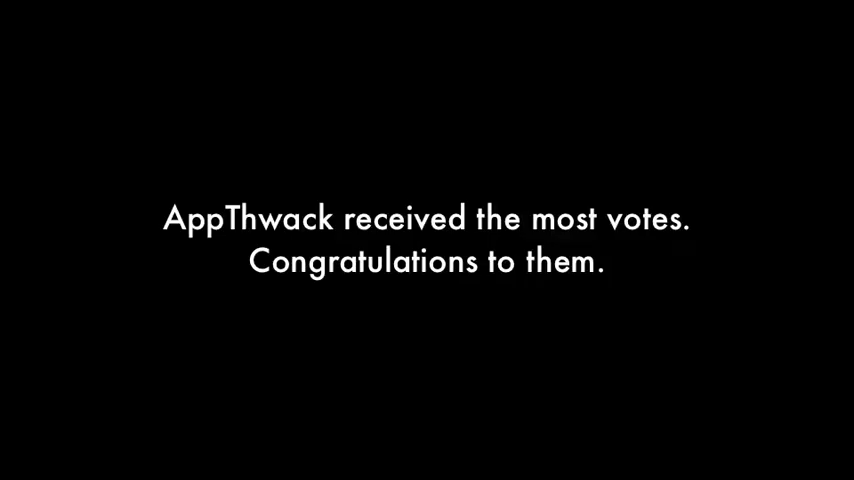 AppThwack received the most votes.
Congratulations to them.